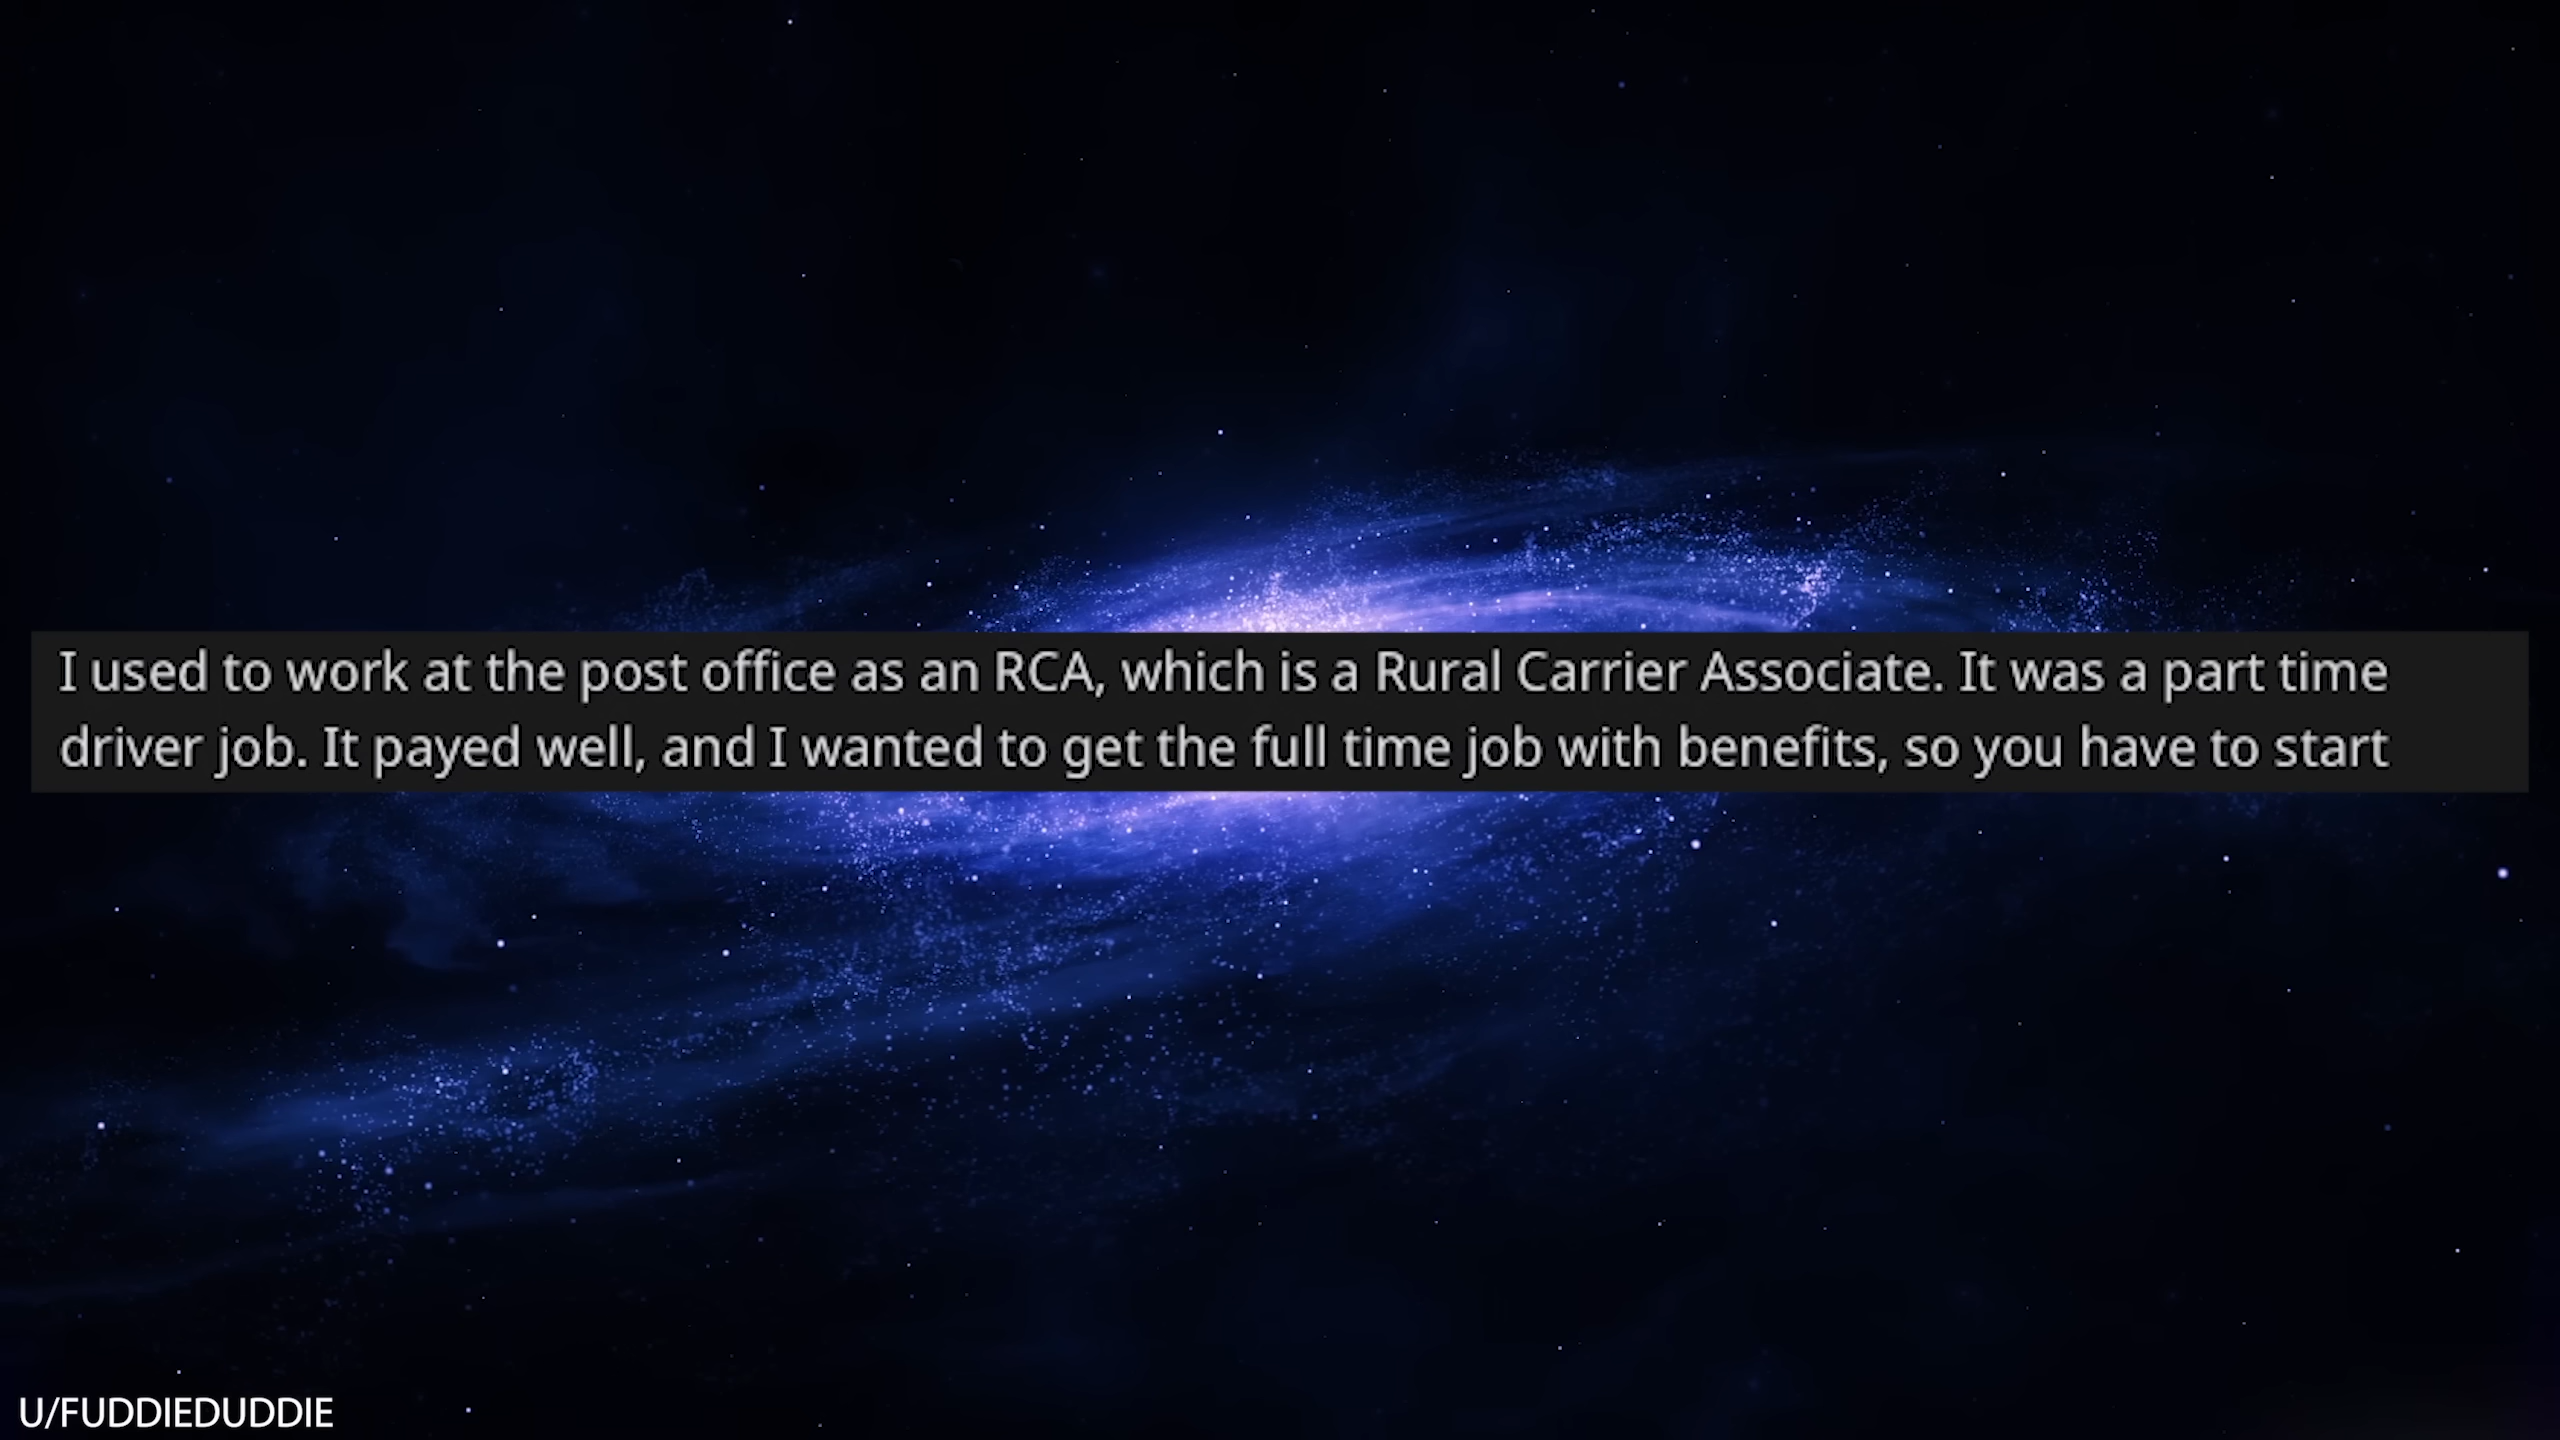 I used to work at the post office as an RCA, which is a Rural Carrier Associate. It was a part time
driver job. It payed well, and I wanted to get the full time job with benefits, so you have to start
U/FUDDIEDUDDIE